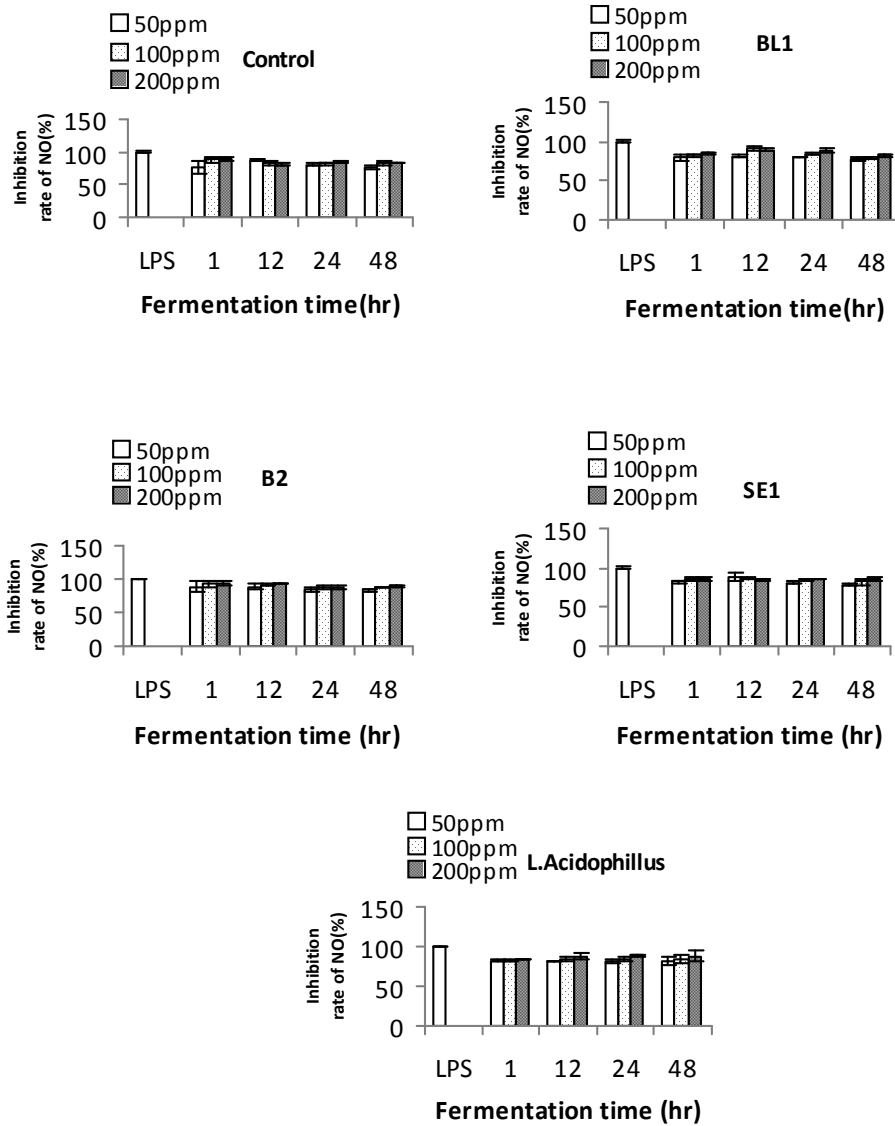 50ppm
100ppm
200ppm
Control
Inhibition
rate of NO(%)
150
100
50
0
LPS 1 12 24 48
Fermentation time(hr)
50ppm
100ppm
200ppm
BL1
Inhibition
rate of NO(%)
150
100
50
0
LPS 1 12 24 48
Fermentation time(hr)
50ppm
100ppm
200ppm
B2
Inhibition
rate of NO(%)
150
100
50
0
LPS 1 12 24 48
Fermentation time (hr)
50ppm
100ppm
200ppm
SE1
Inhibition
rate of NO(%)
150
100
50
0
LPS 1 12 24 48
Fermentation time (hr)
50ppm
100ppm
200ppm
L.Acidophillus
Inhibition
rate of NO(%)
150
100
50
0
LPS 1 12 24 48
Fermentation time (hr)